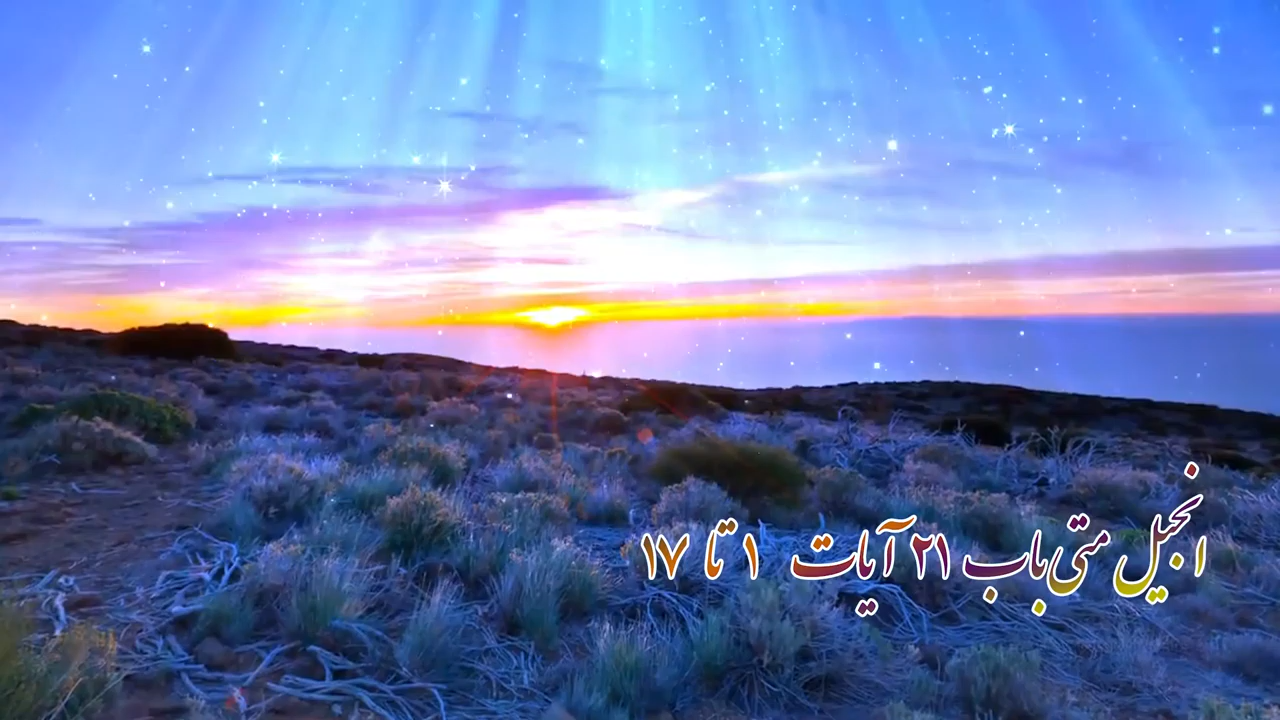 انجیل متی باب ۲۱ آیات ۱ تا ۱۷